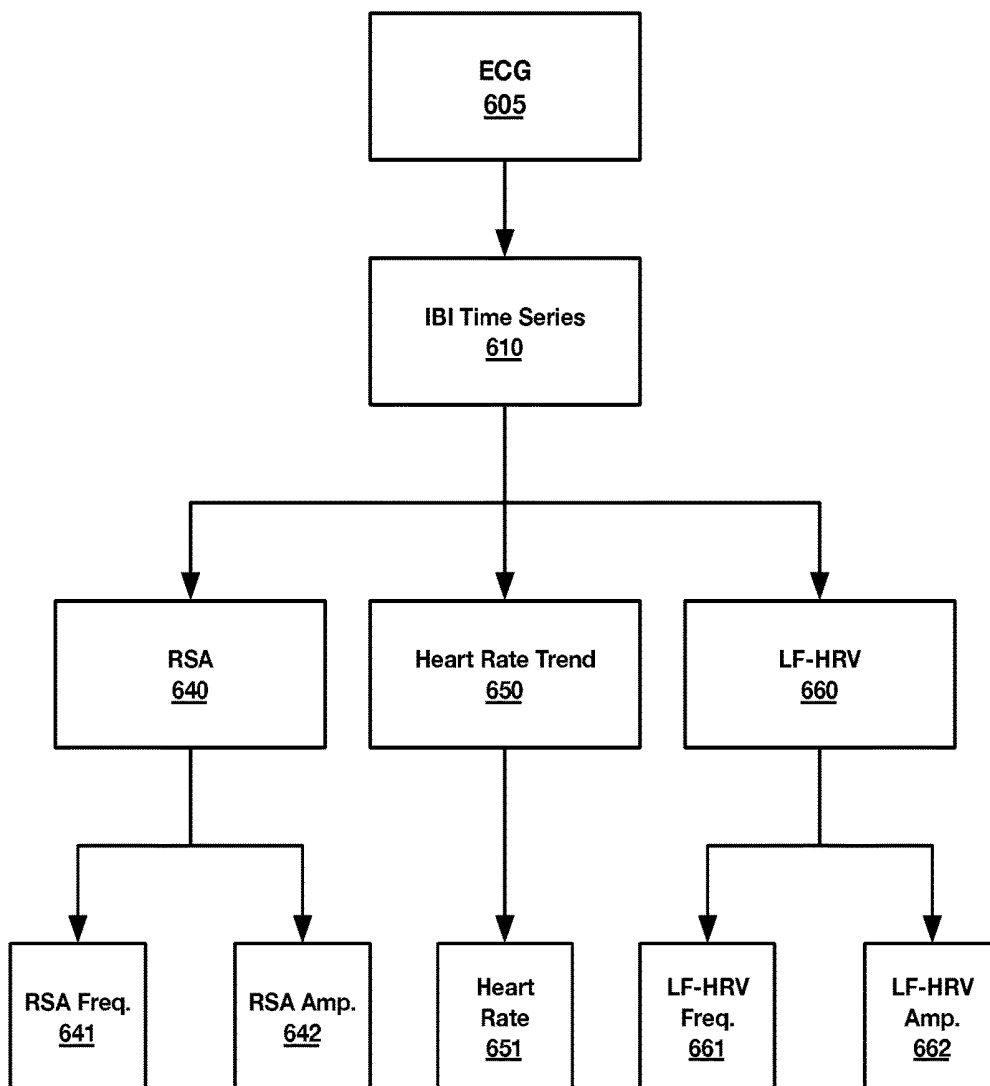 ECG
605
IBI Time Series
610
RSA
640
Heart Rate Trend
650
LF-HRV
660
RSA Freq.
641
RSA Amp.
642
Heart
Rate
651
LF-HRV
Freq.
661
LF-HRV
Amp.
662